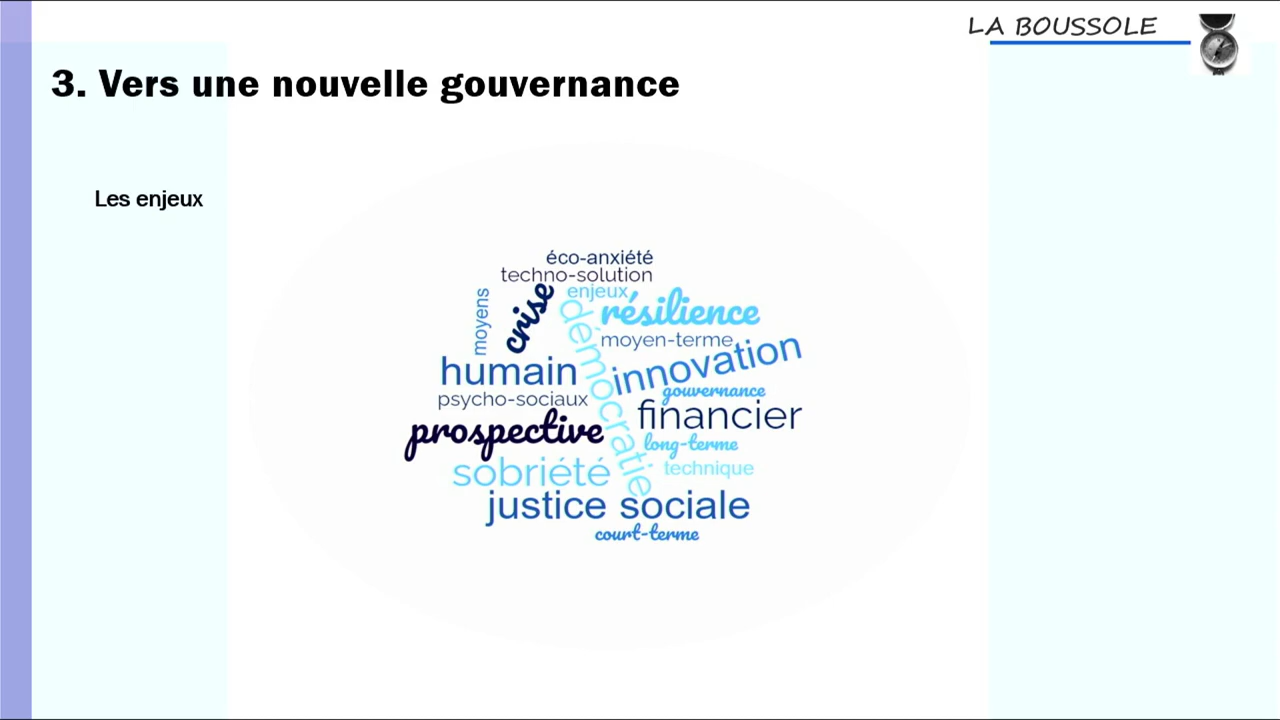 LA BOUSSOLE
3. Vers une nouvelle gouvernance
Les enjeux
éco-anxiété
techno-solution
enjeux
moyens
crise
résilience
démocratie
moyen-terme
innovation
humain
gouvernance
psycho-sociaux
financier
prospective
long-terme
sobriété
technique
justice sociale
court-terme